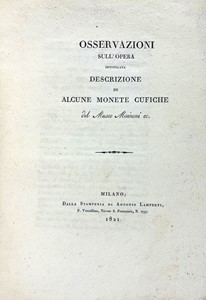 OSSERVAZIONI
SULL'OPERA
INTITOLATA
DESCRIZIONE
DI
ALCUNE MONETE CUFICHE
del Museo Mainoni ec.
MILANO;
DALLA STAMPERIA DI ANTONIO LAMPERTI,
1821.